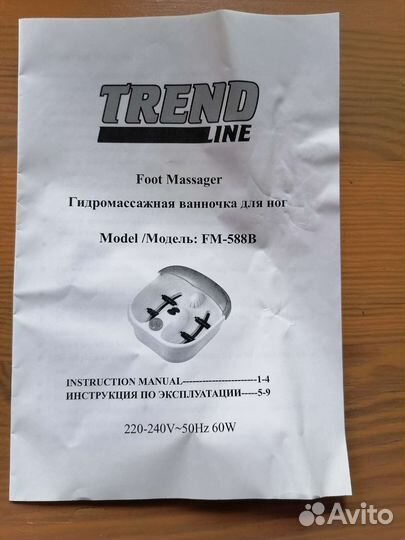 TREND
LINE
Foot Massager
Гидромассажная ванночка для ног
Model /Модель: FM-588B
INSTRUCTION MANUAL-----------------------1-4
ИНСТРУКЦИЯ ПО ЭКСПЛУАТАЦИИ-----5-9
220-240V~50Hz 60W
Avito